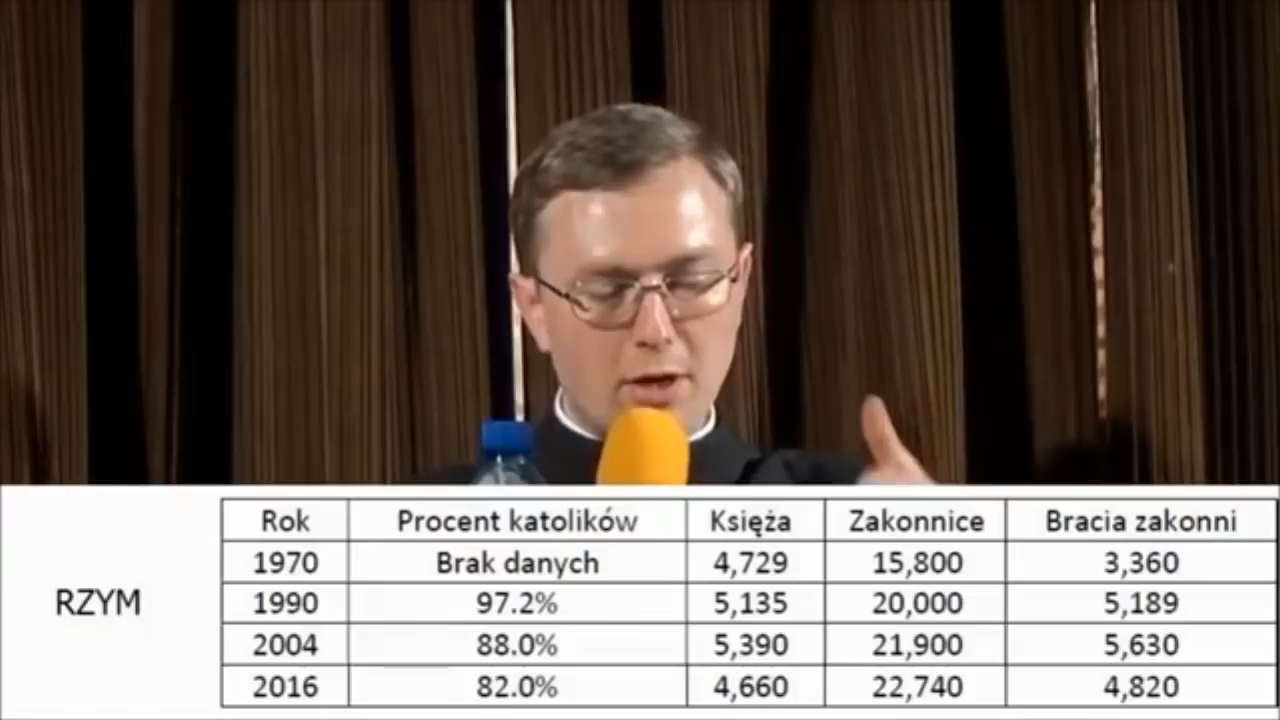 Rok Procent katolików Księża Zakonnice Bracia zakonni
1970 Brak danych 4,729 15,800 3,360
RZYM 1990 97.2% 5,135 20,000 5,189
2004 88.0% 5,390 21,900 5,630
2016 82.0% 4,660 22,740 4,820